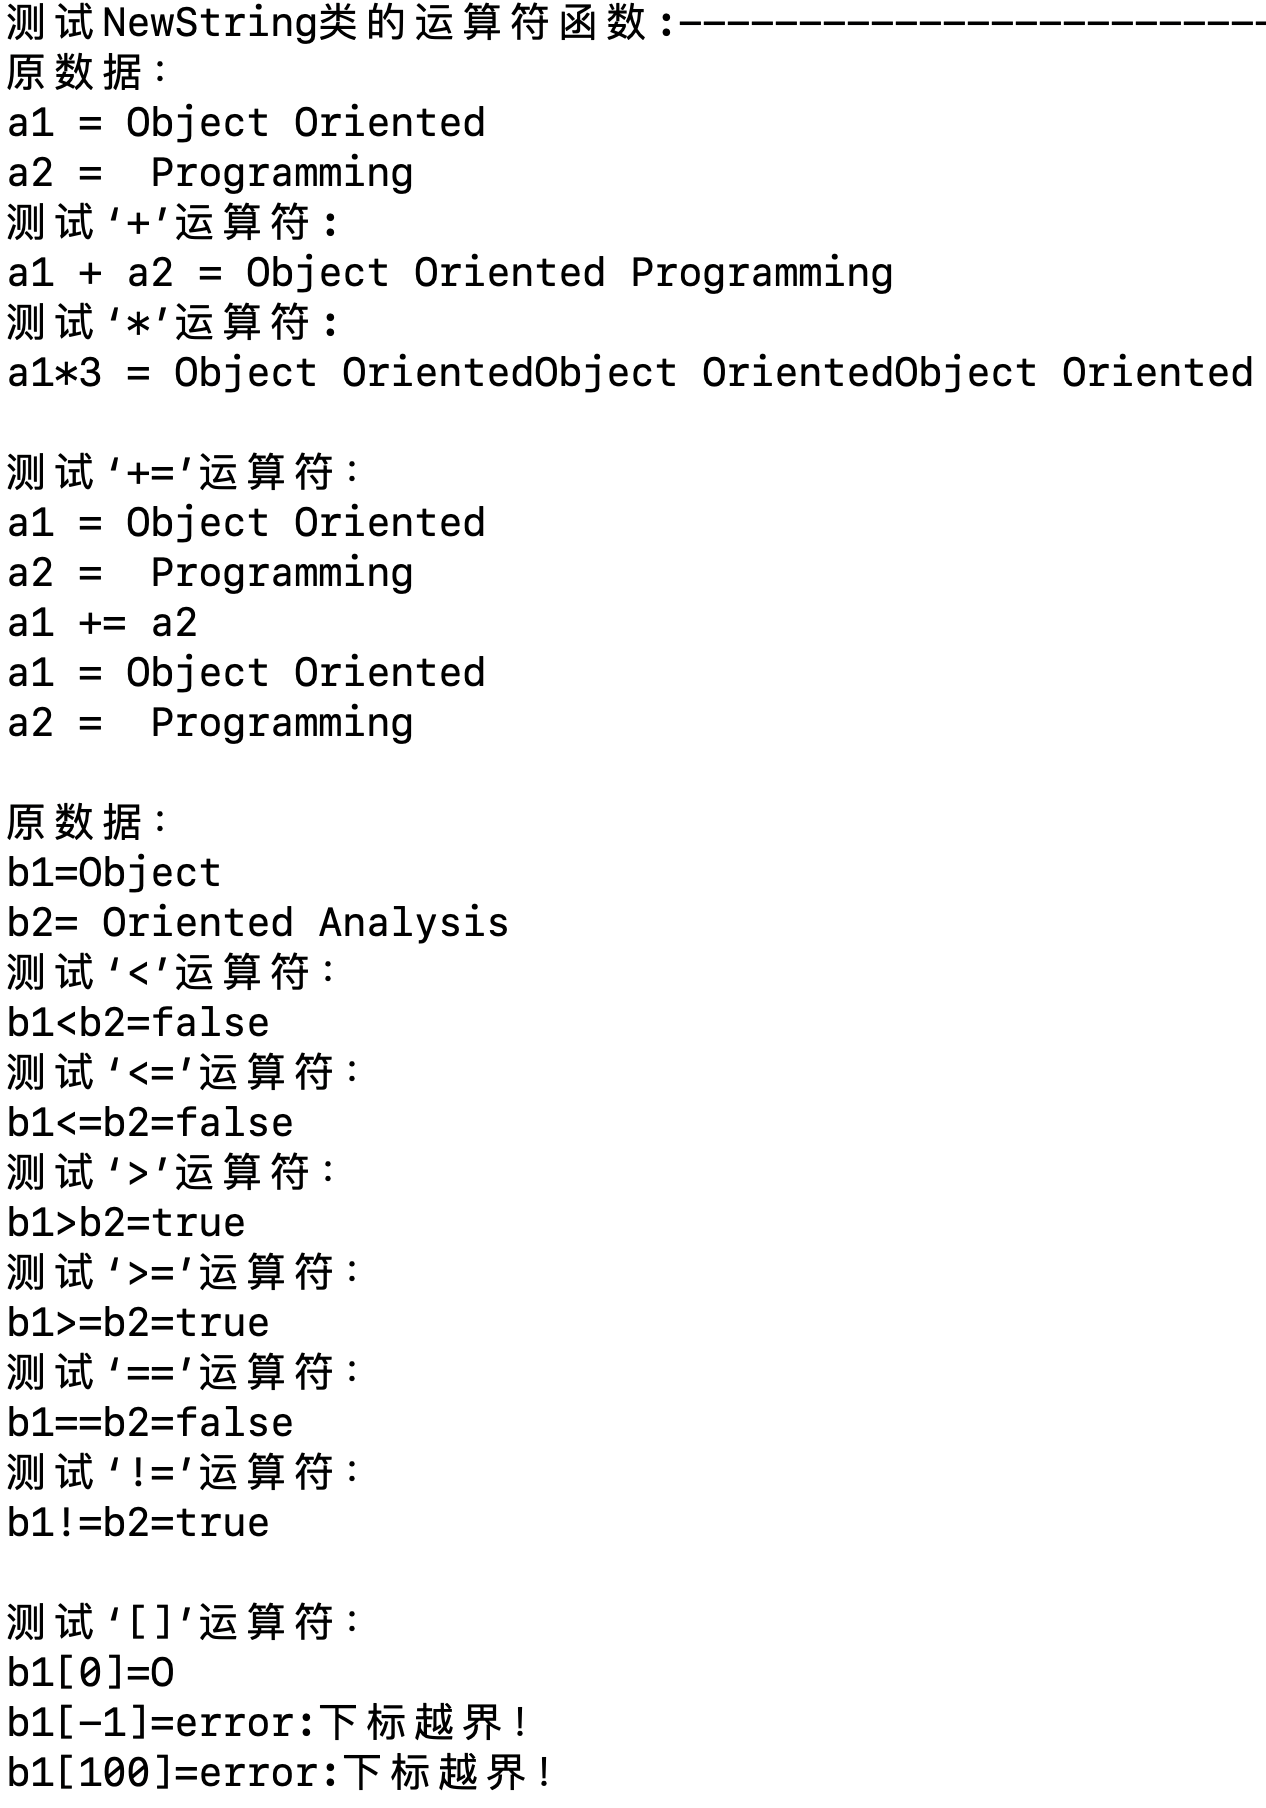 测试NewString类的运算符函数:-------------------------
原数据：
a1 = Object Oriented
a2 =  Programming
测试‘+’运算符:
a1 + a2 = Object Oriented Programming
测试‘*’运算符:
a1*3 = Object OrientedObject OrientedObject Oriented
测试‘+=’运算符：
a1 = Object Oriented
a2 =  Programming
a1 += a2
a1 = Object Oriented
a2 =  Programming
原数据：
b1=Object
b2= Oriented Analysis
测试‘<’运算符：
b1<b2=false
测试‘<=’运算符：
b1<=b2=false
测试‘>’运算符：
b1>b2=true
测试‘>=’运算符：
b1>=b2=true
测试‘==’运算符：
b1==b2=false
测试‘!=’运算符：
b1!=b2=true
测试‘[]’运算符：
b1[0]=O
b1[-1]=error:下标越界！
b1[100]=error:下标越界！